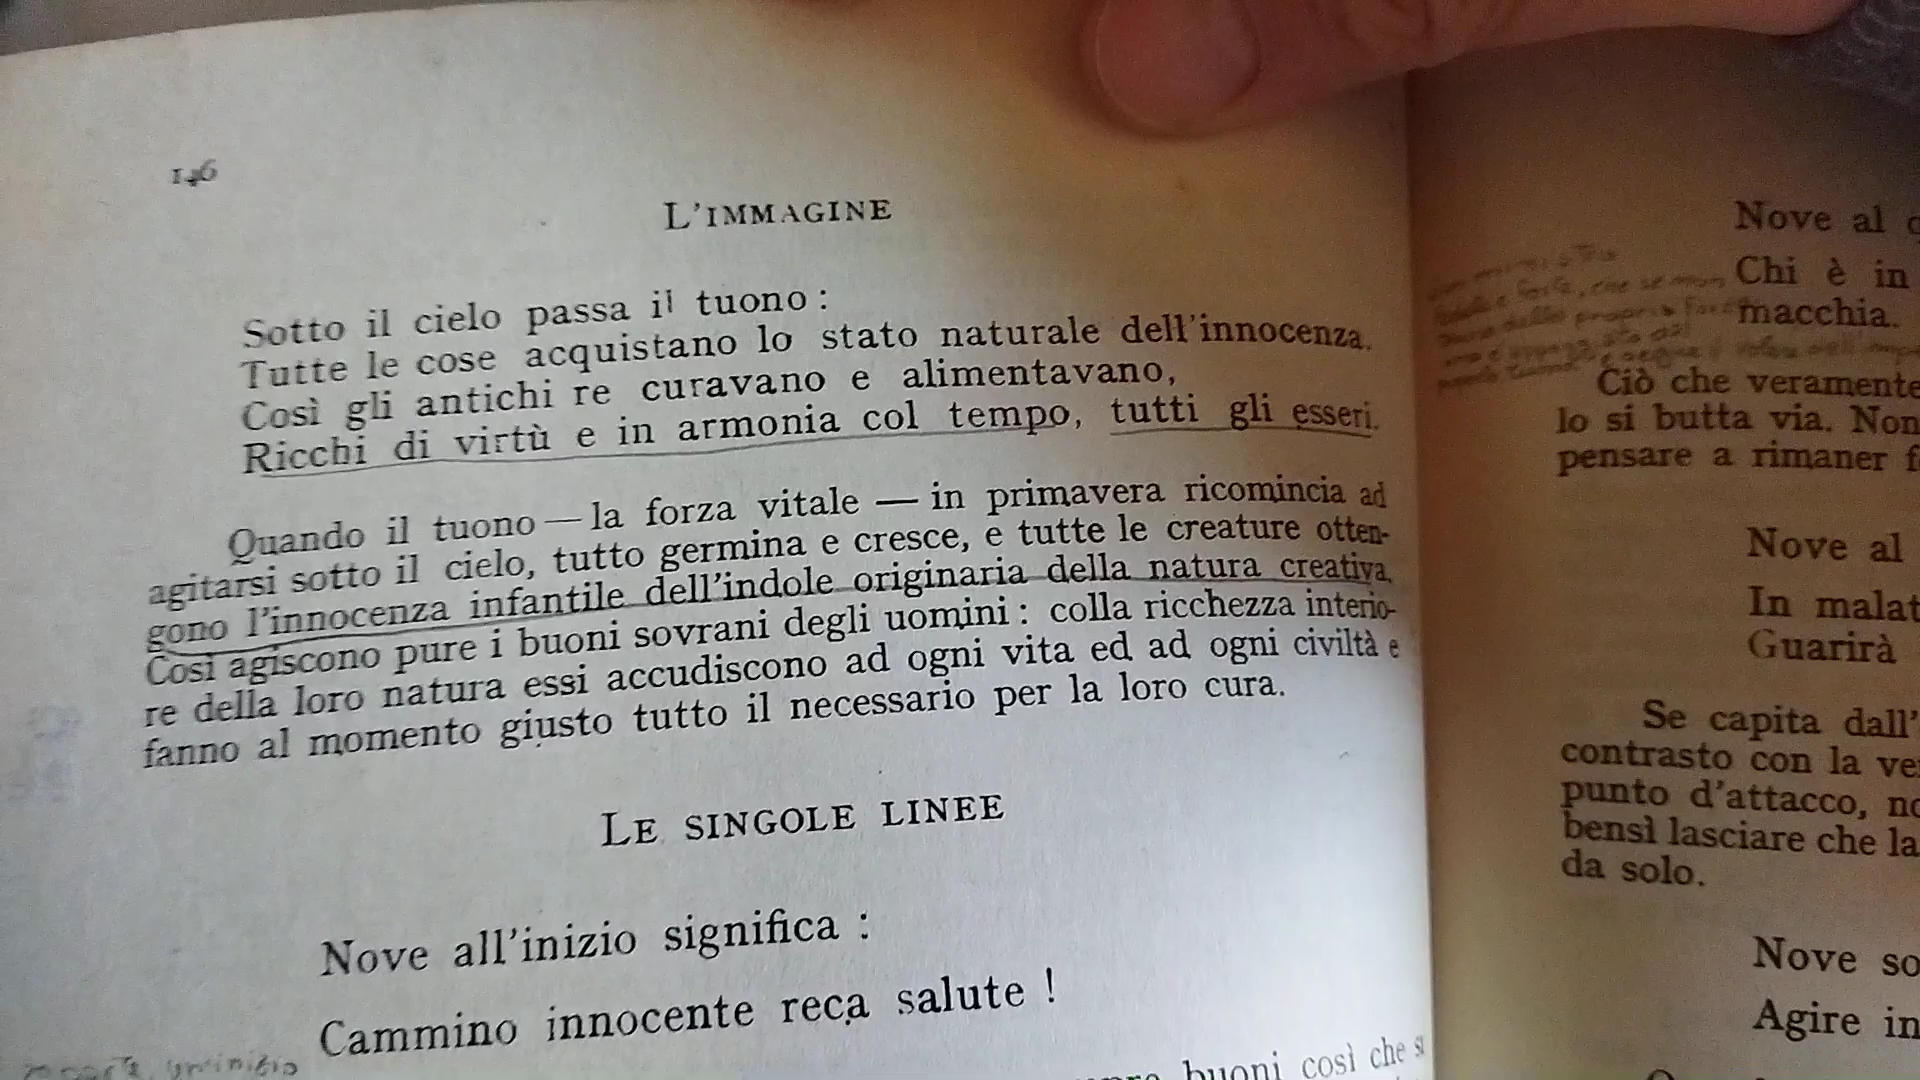 146
L'IMMAGINE
Sotto il cielo passa il tuono :
Tutte le cose acquistano lo stato naturale dell'innocenza.
Così gli antichi re curavano e alimentavano,
Ricchi di virtù e in armonia col tempo, tutti gli esseri.
Quando il tuono — la forza vitale — in primavera ricomincia ad
agitarsi sotto il cielo, tutto germina e cresce, e tutte le creature otten-
gono l'innocenza infantile dell'indole originaria della natura creativa.
Così agiscono pure i buoni sovrani degli uomini : colla ricchezza interio-
re della loro natura essi accudiscono ad ogni vita ed ad ogni civiltà e
fanno al momento giusto tutto il necessario per la loro cura.
LE SINGOLE LINEE
Nove all'inizio significa :
Cammino innocente reca salute !
buoni così che si
Nove al
Chi è in
macchia.
Ciò che veramente
lo si butta via. Non
pensare a rimaner
Nove al
In malat
Guarirà
Se capita dall'
contrasto con la ve
punto d'attacco,
bensì lasciare che la
da solo.
Nove so
Agire in